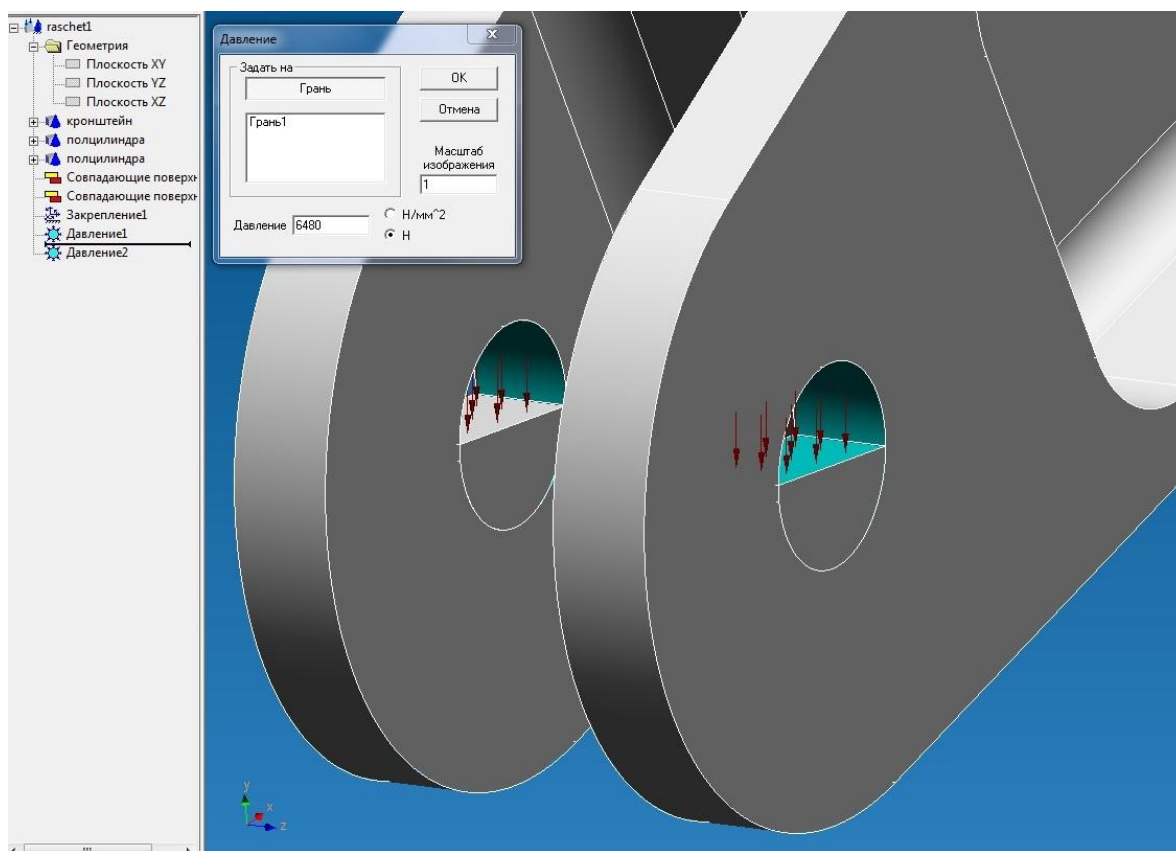 raschet1
Геометрия
Плоскость XY
Плоскость YZ
Плоскость XZ
кронштейн
полцилиндра
полцилиндра
Совпадающие поверхн
Совпадающие поверхн
Закрепление1
Давление1
Давление2
Давление
Задать на
Грань
Грань1
OK
Отмена
Масштаб
изображения
1
Давление 6480 Н/мм^2
Н
y
x
z